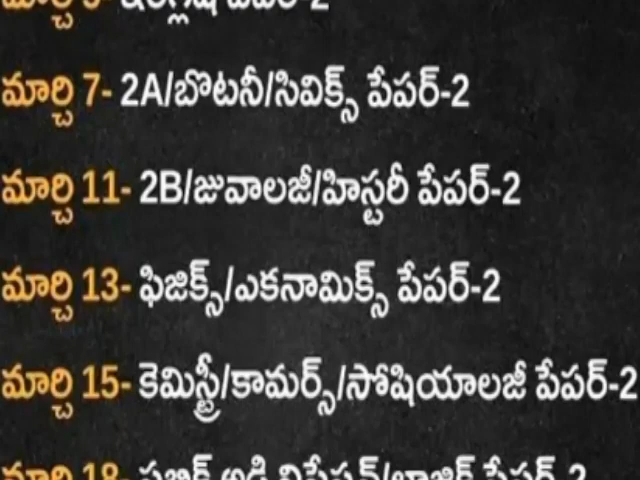 మార్చి 7- 2A/బొటనీ/సివిక్స్ పేపర్-2
మార్చి 11- 2B/జువాలజీ/హిస్టరీ పేపర్-2
మార్చి 13- ఫిజిక్స్/ఎకనామిక్స్ పేపర్-2
మార్చి 15- కెమిస్ట్రీ/కామర్స్/సోషియాలజీ పేపర్-2
మార్చి 18-